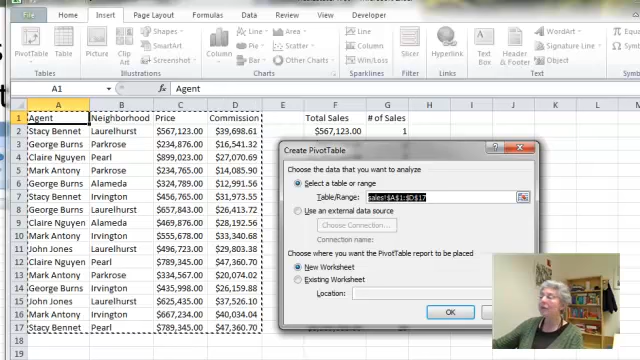 File Insert Page Layout Formulas Data Review View Developer
PivotTable Table Picture Clip Art Shapes SmartArt Screenshot Column Line Pie Bar Area Scatter Other Charts Line Column Win/Loss Slicer Hyperlink Text Box Header & Footer WordArt Signature Line Object
Tables Illustrations Charts Sparklines Filter Links Text
A1 fx Agent
A B C D E F G H I J K L M
1 Agent Neighborhood Price Commission Total Sales # of Sales
2 Stacy Bennet Laurelhurst $567,123.00 $39,698.61 $567,123.00 1
3 George Burns Parkrose $234,876.00 $16,541.32
4 Claire Nguyen Parkrose $899,023.00 $27,070.69
5 Mark Antony Parkrose $234,765.00 $14,085.90
6 George Burns Alameda $324,789.00 $12,991.56
7 Stacy Bennet Irvington $765,876.00 $17,653.87
8 George Burns Laurelhurst $567,938.00 $26,413.72
9 Claire Nguyen Alameda $469,876.00 $28,192.56
10 Mark Antony Irvington $555,678.00 $33,340.68
11 John Jones Laurelhurst $496,723.00 $29,803.38
12 Claire Nguyen Parkrose $789,345.00 $47,360.70
13 Mark Antony Parkrose $334,567.00 $20,074.02
14 George Burns Irvington $435,998.00 $26,159.88
15 John Jones Laurelhurst $625,435.00 $37,526.10
16 Mark Antony Irvington $667,234.00 $40,034.04
17 Stacy Bennet Pearl $789,345.00 $47,360.70
18
19
Create PivotTable
Choose the data that you want to analyze
Select a table or range
Table/Range: sales!$A$1:$D$17
Use an external data source
Choose Connection...
Connection name:
Choose where you want the PivotTable report to be placed
New Worksheet
Existing Worksheet
Location:
OK